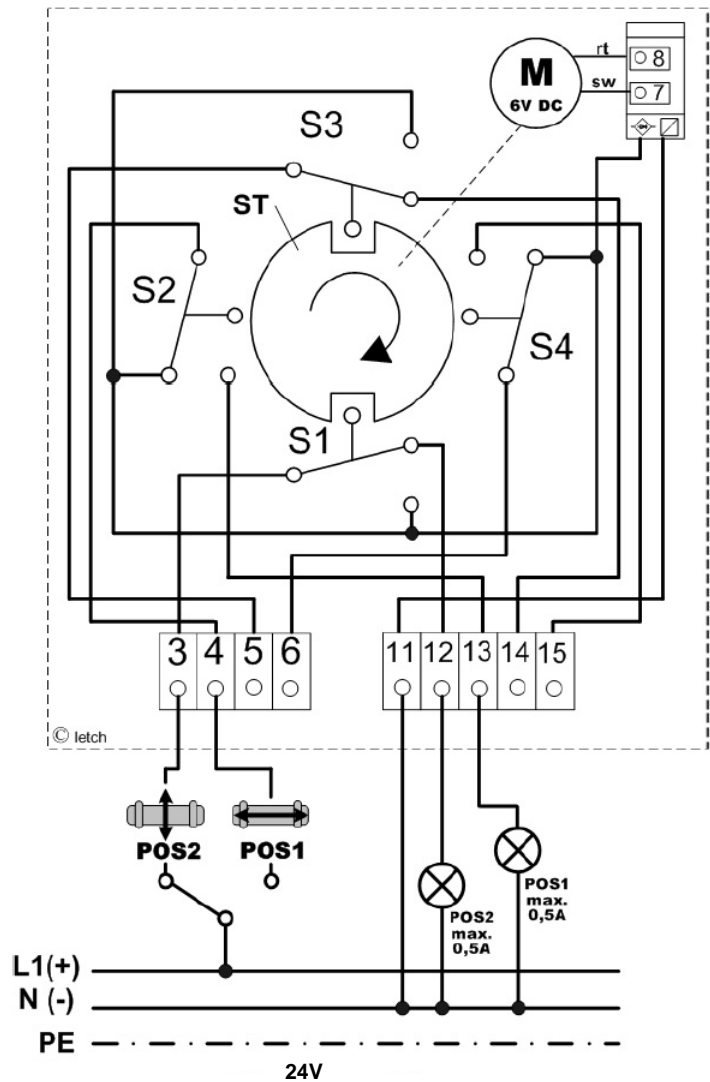 rt
8
M
sw
7
6V DC
S3
ST
S2
S4
S1
3 4 5 6
11 12 13 14 15
© letch
POS2 POS1
POS1
max.
0,5A
POS2
max.
0,5A
L1(+)
N (-)
PE
24V